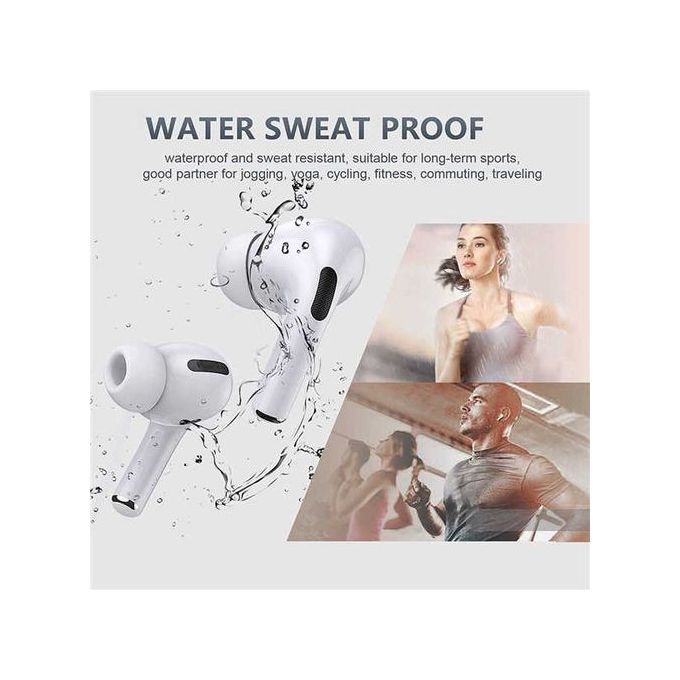 WATER SWEAT PROOF
waterproof and sweat resistant, suitable for long-term sports,
good partner for jogging, yoga, cycling, fitness, commuting, traveling